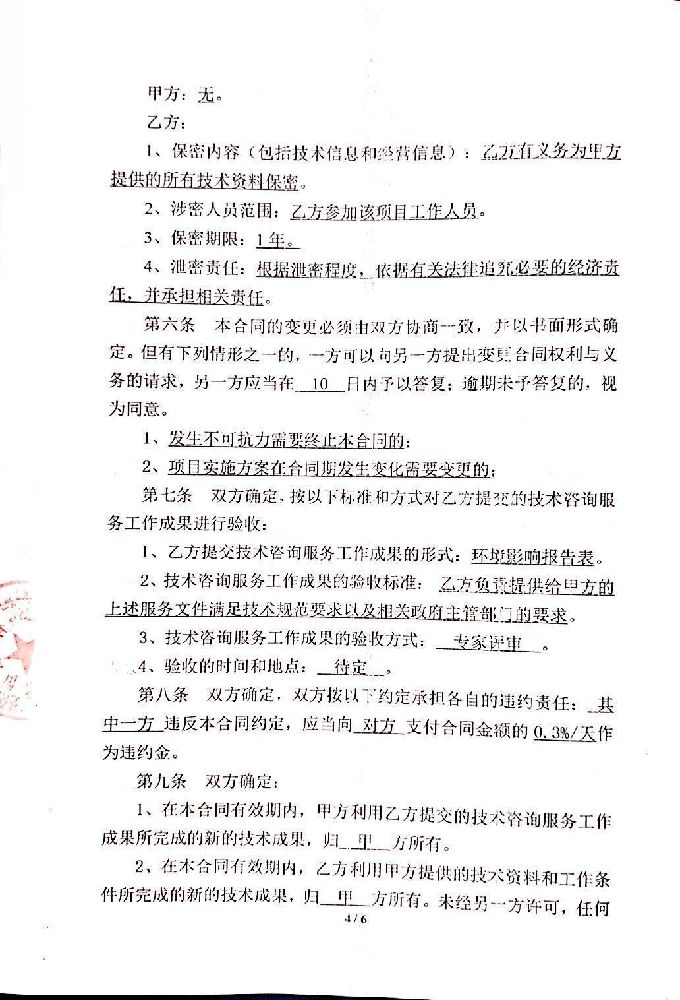 甲方：无。
乙方：
1、保密内容（包括技术信息和经营信息）：乙方有义务为甲方
提供的所有技术资料保密。
2、涉密人员范围：乙方参加该项目工作人员。
3、保密期限：1年。
4、泄密责任：根据泄密程度，依据有关法律追究必要的经济责
任，并承担相关责任。
第六条 本合同的变更必须由双方协商一致，并以书面形式确
定。但有下列情形之一的，一方可以向另一方提出变更合同权利与义
务的请求，另一方应当在 10 日内予以答复；逾期未予答复的，视
为同意。
1、发生不可抗力需要终止本合同的；
2、项目实施方案在合同期发生变化需要变更的；
第七条 双方确定，按以下标准和方式对乙方提交的技术咨询服
务工作成果进行验收：
1、乙方提交技术咨询服务工作成果的形式：环境影响报告表。
2、技术咨询服务工作成果的验收标准： 乙方负责提供给甲方的
上述服务文件满足技术规范要求以及相关政府主管部门的要求。
3、技术咨询服务工作成果的验收方式： 专家评审 。
4、验收的时间和地点： 待定 。
第八条 双方确定，双方按以下约定承担各自的违约责任： 其
中一方 违反本合同约定，应当向 对方 支付合同金额的 0.3%/天作
为违约金。
第九条 双方确定：
1、在本合同有效期内，甲方利用乙方提交的技术咨询服务工作
成果所完成的新的技术成果，归 甲 方所有。
2、在本合同有效期内，乙方利用甲方提供的技术资料和工作条
件所完成的新的技术成果，归 甲 方所有。未经另一方许可，任何
4/6